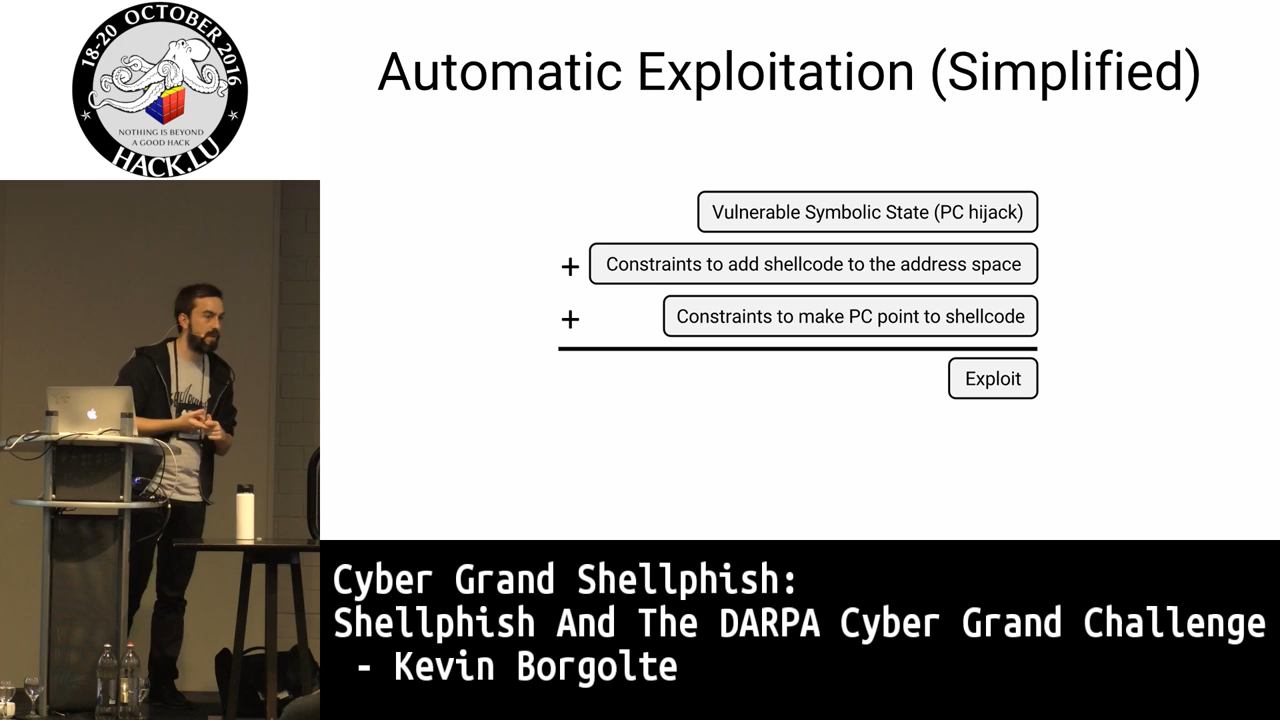 18-20 OCTOBER 2016
NOTHING IS BEYOND
A GOOD HACK
HACK.LU
Automatic Exploitation (Simplified)
Vulnerable Symbolic State (PC hijack)
+ Constraints to add shellcode to the address space
+ Constraints to make PC point to shellcode
Exploit
Cyber Grand Shellphish:
Shellphish And The DARPA Cyber Grand Challenge
- Kevin Borgolte